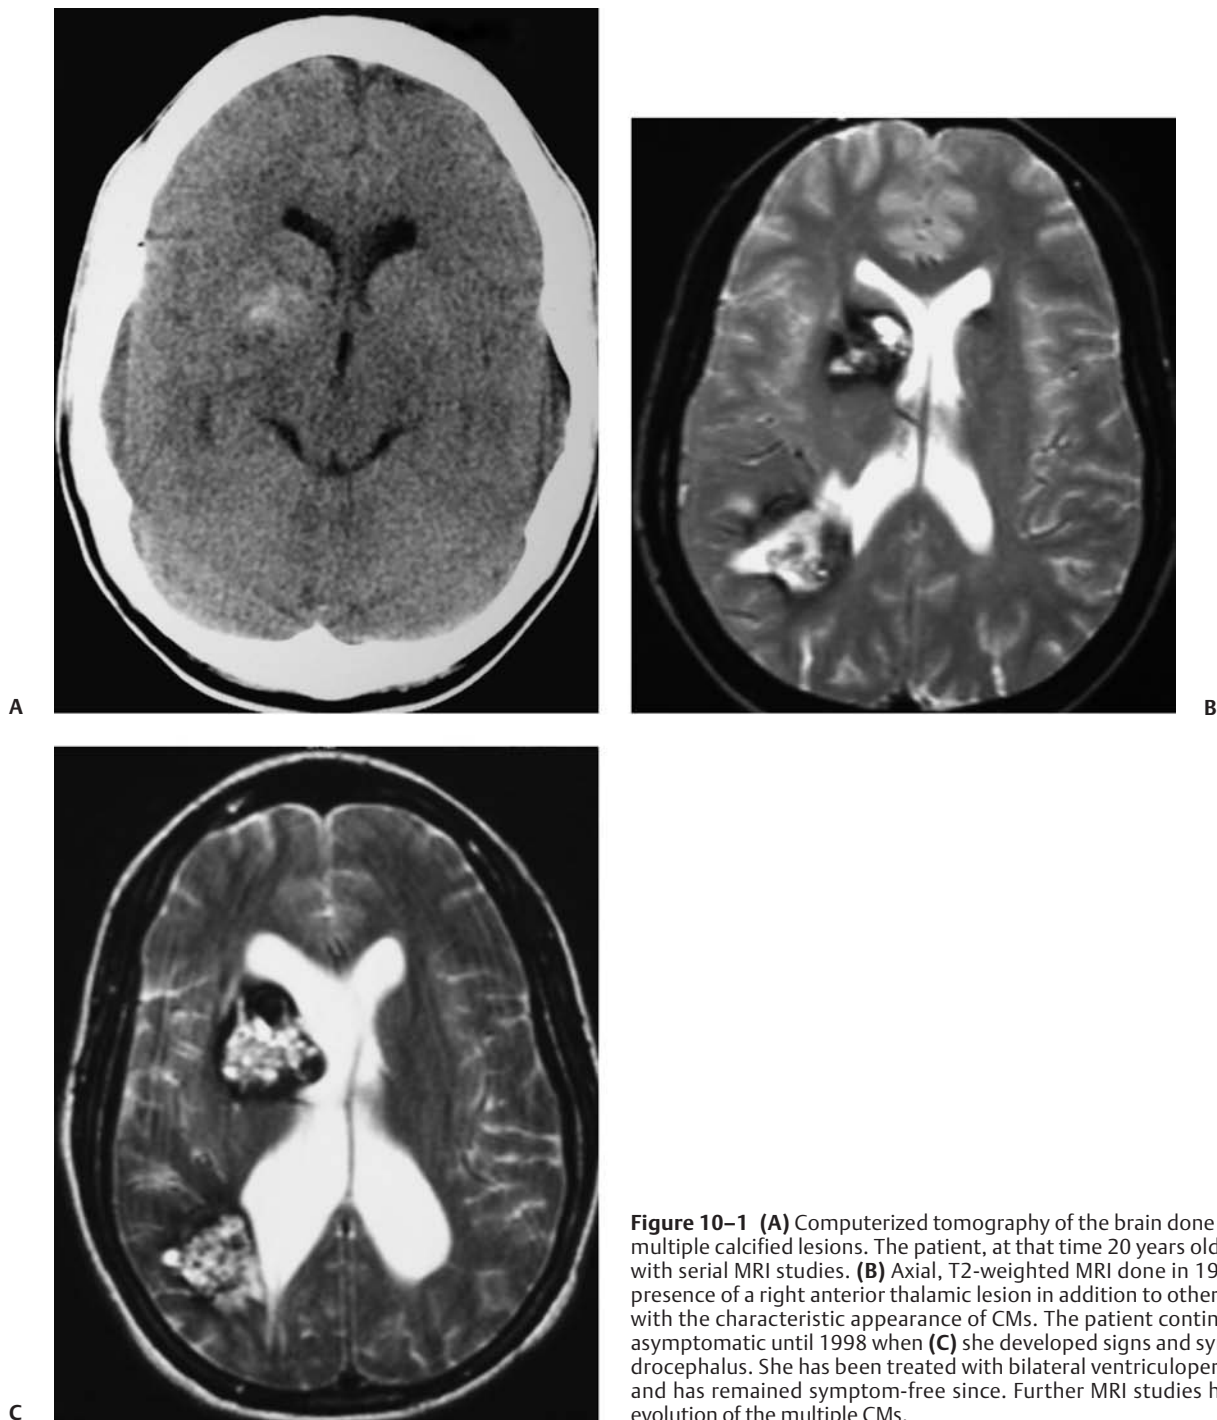 A
B
C
Figure 10–1 (A) Computerized tomography of the brain done
multiple calcified lesions. The patient, at that time 20 years old
with serial MRI studies. (B) Axial, T2-weighted MRI done in 19
presence of a right anterior thalamic lesion in addition to other
with the characteristic appearance of CMs. The patient contin
asymptomatic until 1998 when (C) she developed signs and sy
drocephalus. She has been treated with bilateral ventriculoper
and has remained symptom-free since. Further MRI studies h
evolution of the multiple CMs.